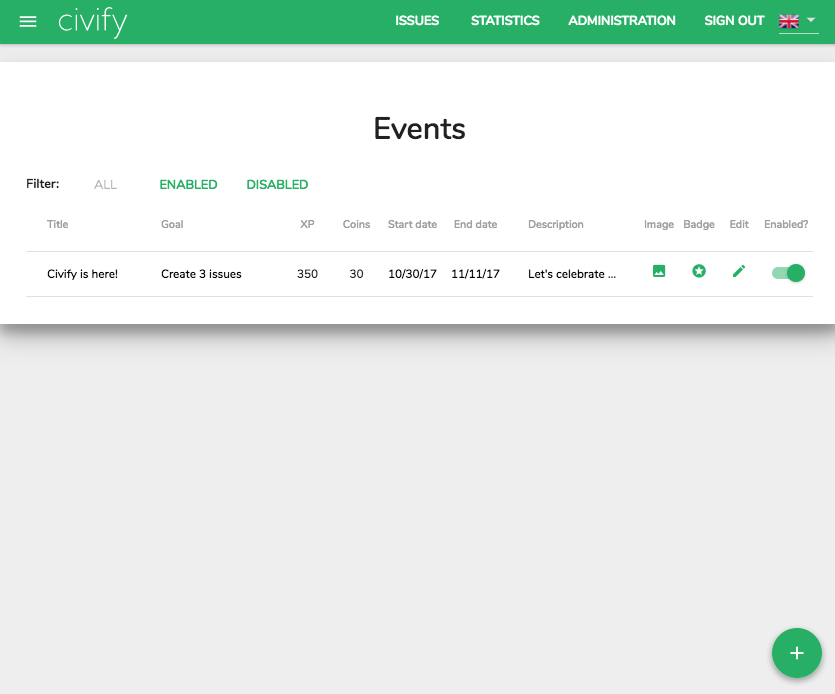 civify ISSUES STATISTICS ADMINISTRATION SIGN OUT
Events
Filter: ALL ENABLED DISABLED
Title Goal XP Coins Start date End date Description Image Badge Edit Enabled?
Civify is here! Create 3 issues 350 30 10/30/17 11/11/17 Let's celebrate ...